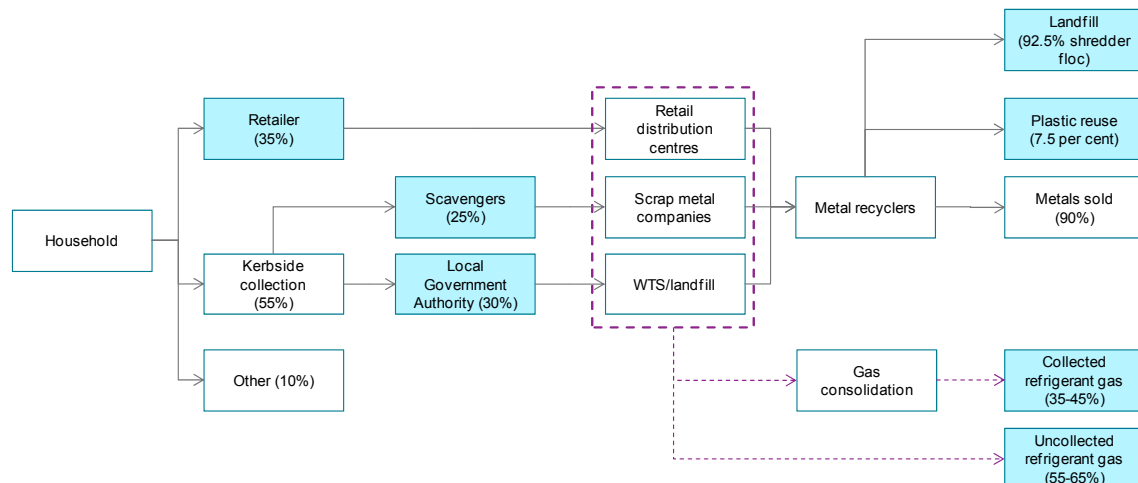 Landfill
(92.5% shredder
floc)
Retailer
(35%)
Retail
distribution
centres
Plastic reuse
(7.5 per cent)
Household
Scavengers
(25%)
Scrap metal
companies
Metal recyclers
Metals sold
(90%)
Kerbside
collection
(55%)
Local
Government
Authority (30%)
WTS/landfill
Other (10%)
Gas
consolidation
Collected
refrigerant gas
(35-45%)
Uncollected
refrigerant gas
(55-65%)